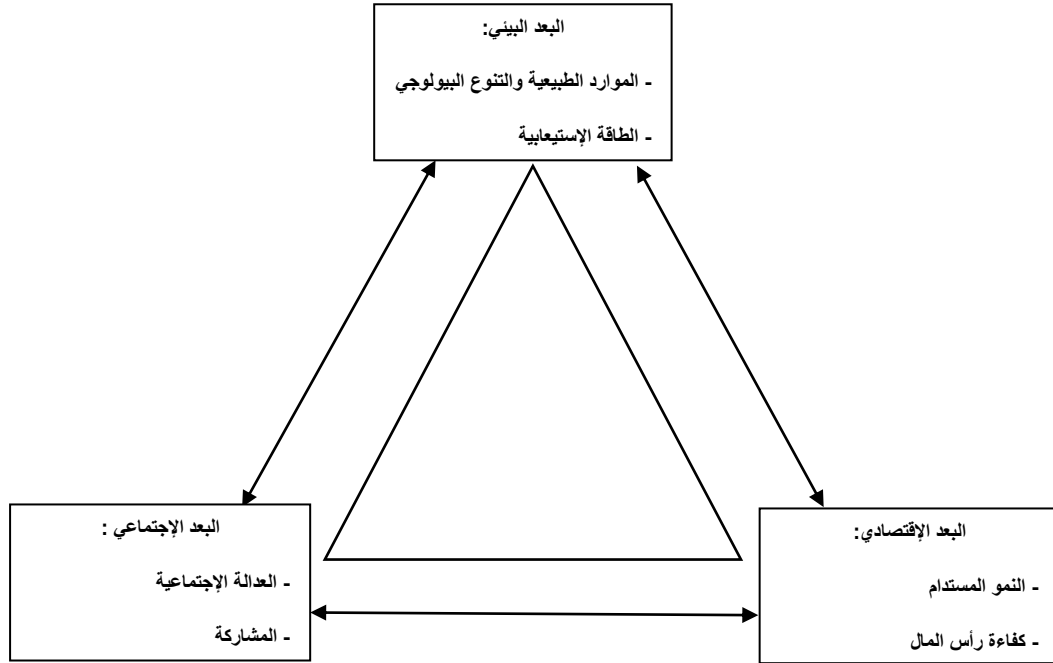 البعد البيئي:
- الموارد الطبيعية والتنوع البيولوجي
- الطاقة الإستيعابية
البعد الإقتصادي:
- النمو المستدام
- كفاءة رأس المال
البعد الإجتماعي :
- العدالة الإجتماعية
- المشاركة